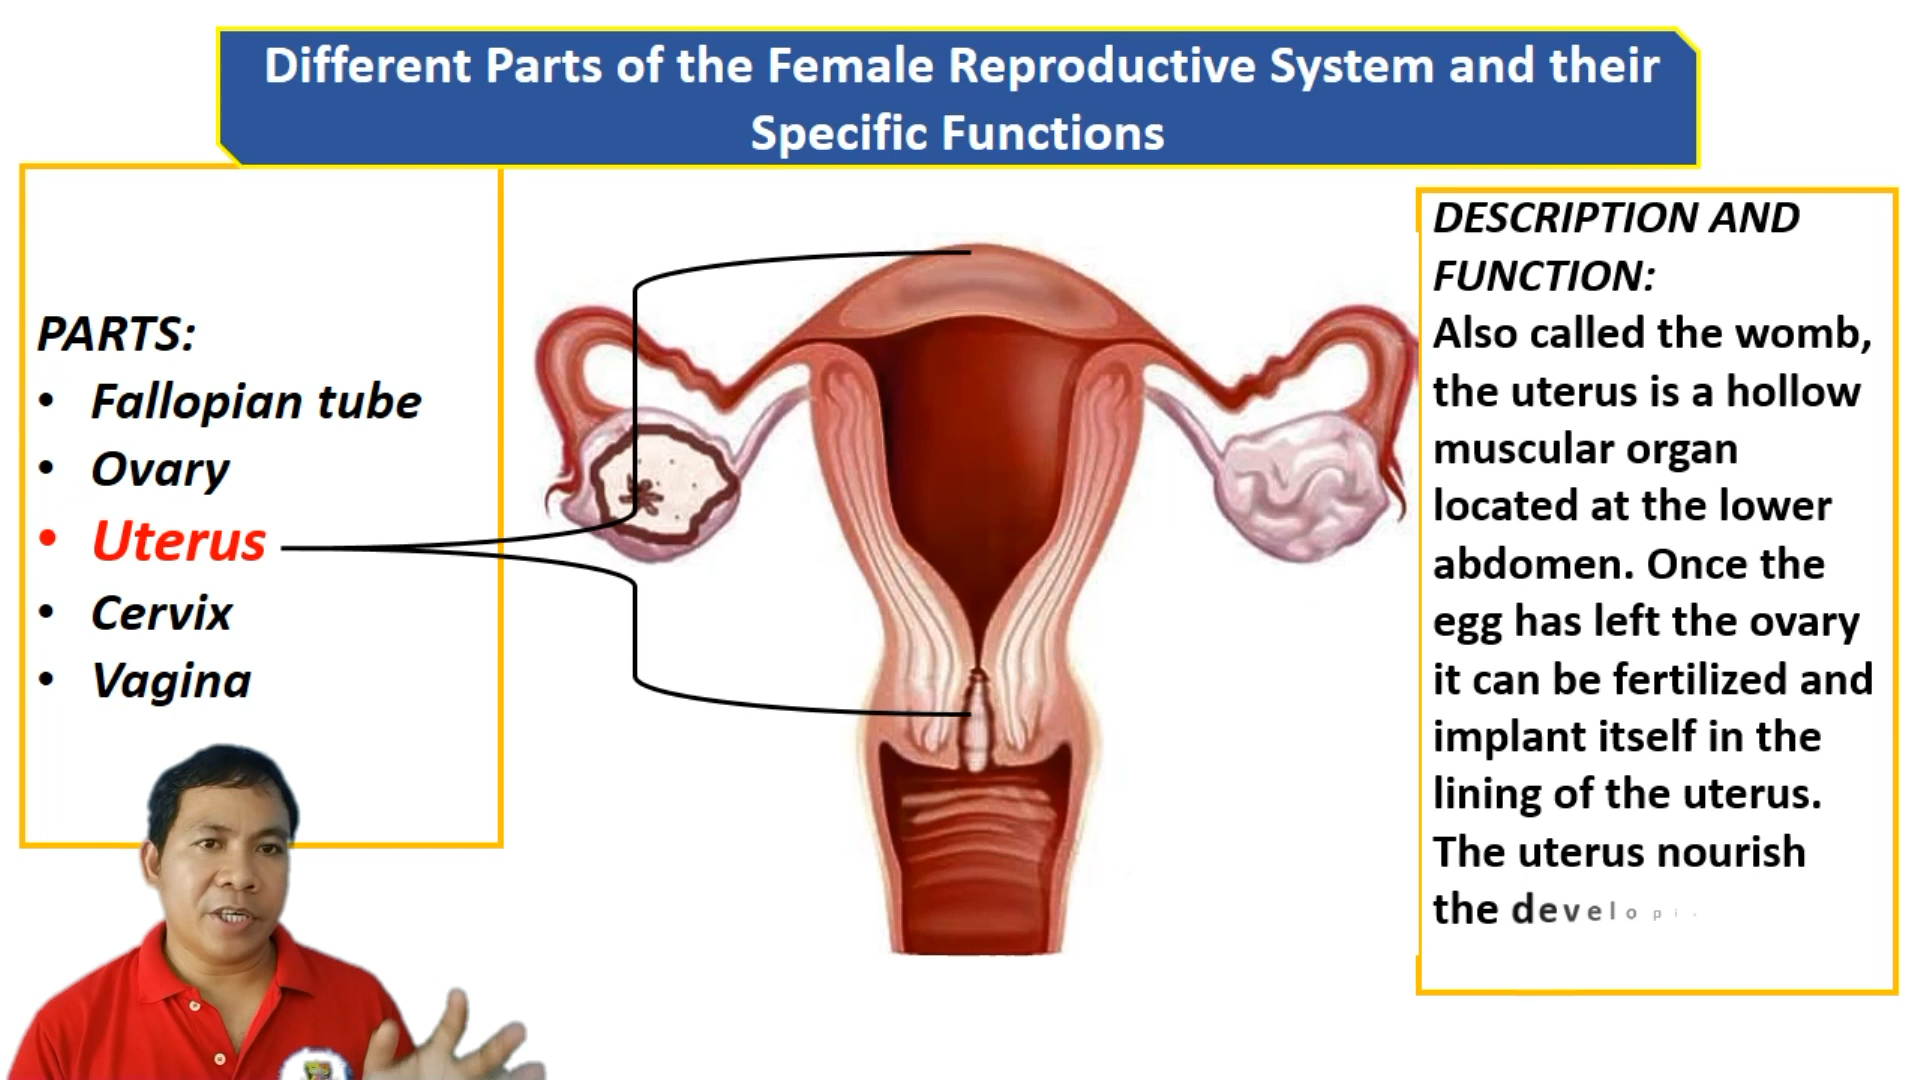 Different Parts of the Female Reproductive System and their
Specific Functions
PARTS:
• Fallopian tube
• Ovary
• Uterus
• Cervix
• Vagina
DESCRIPTION AND
FUNCTION:
Also called the womb,
the uterus is a hollow
muscular organ
located at the lower
abdomen. Once the
egg has left the ovary
it can be fertilized and
implant itself in the
lining of the uterus.
The uterus nourish
the developi